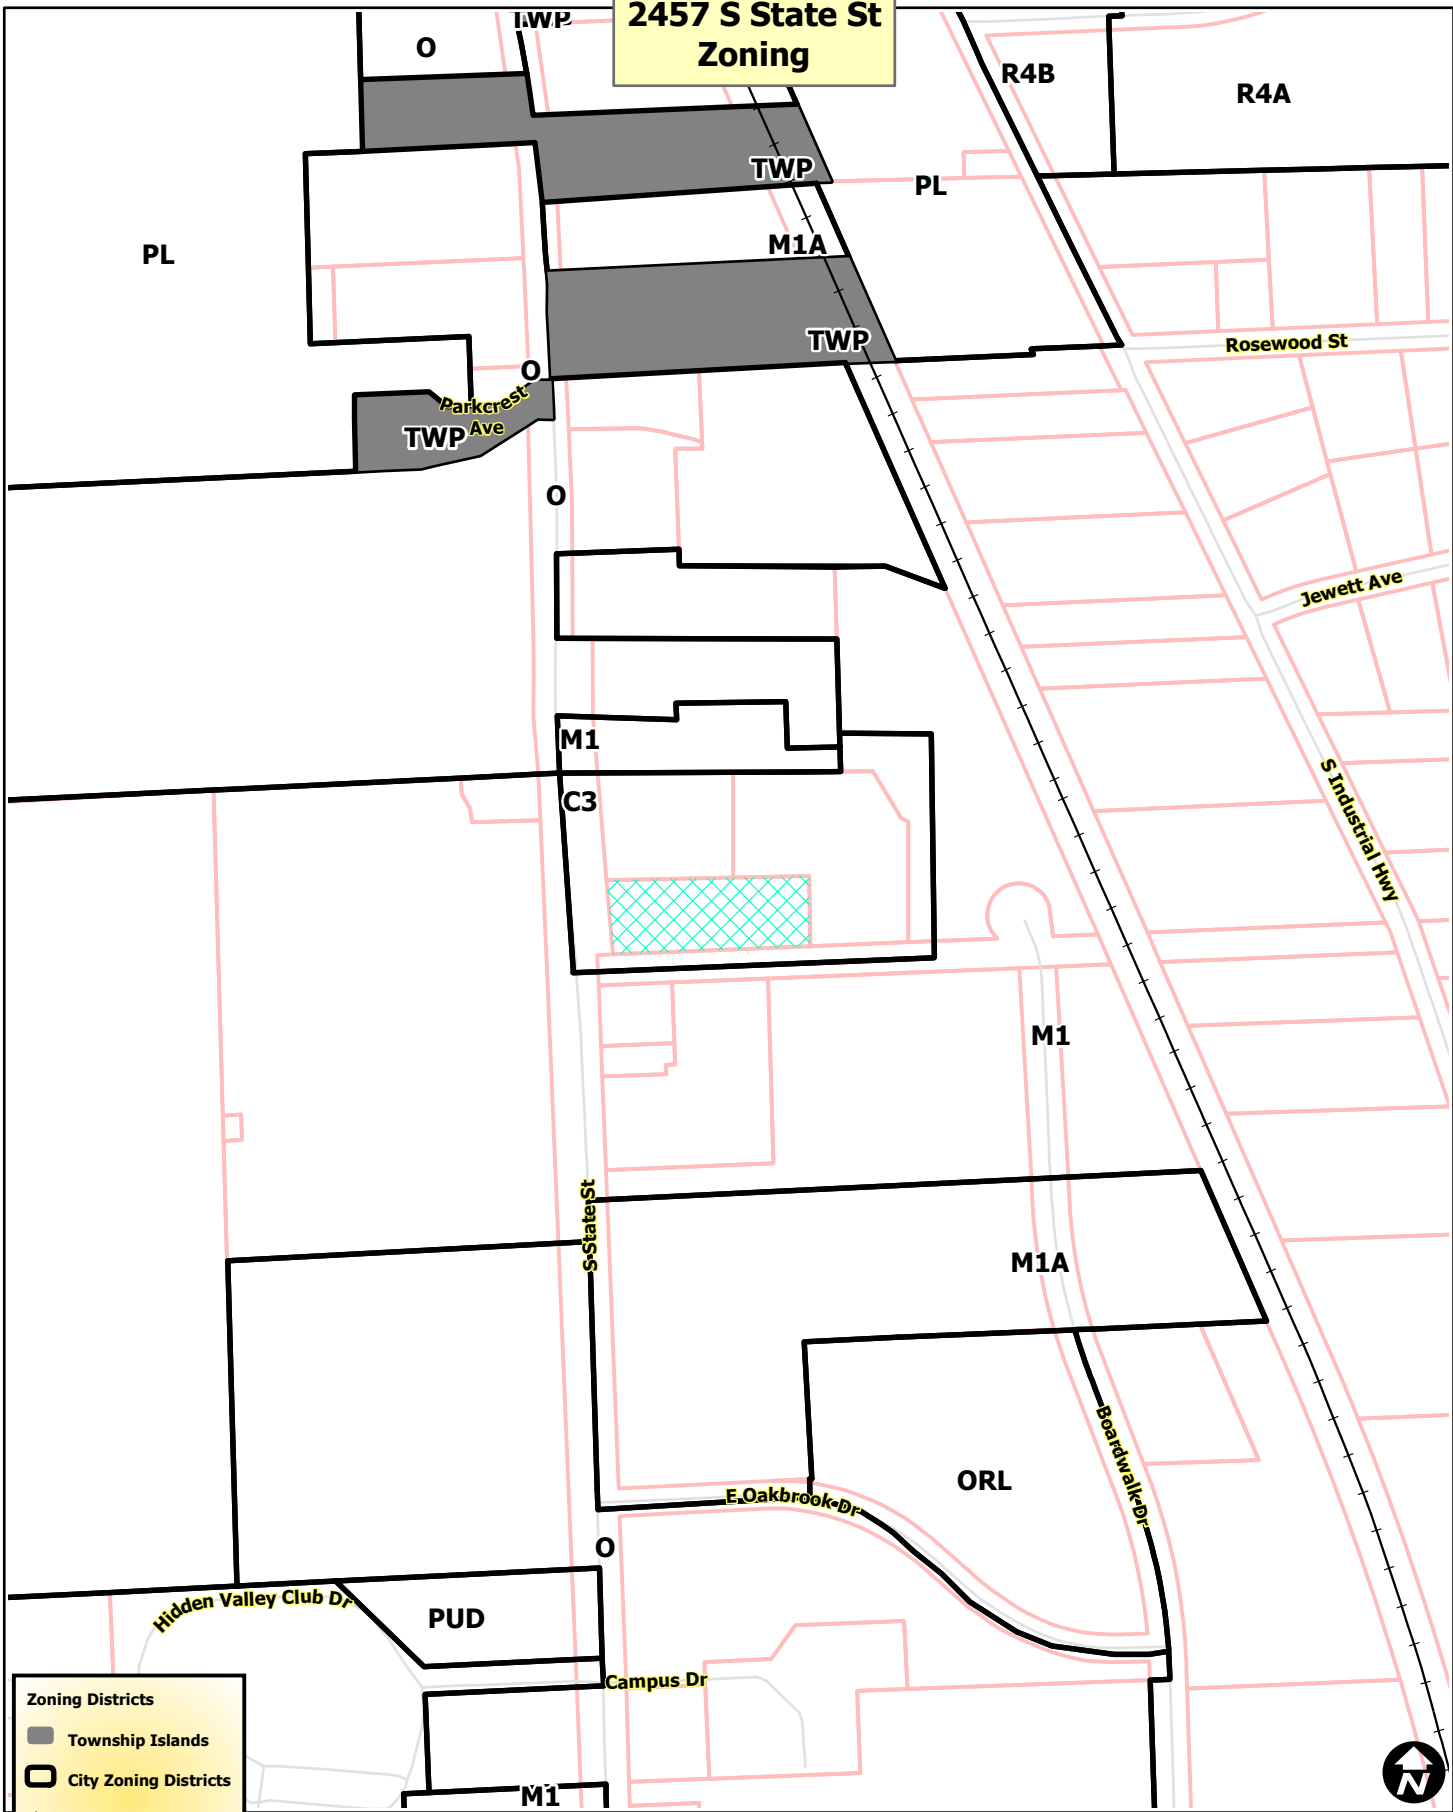 2457 S State St
Zoning
TWP
O
R4B
R4A
TWP
PL
M1A
PL
TWP
Rosewood St
O
Parkcrest
Ave
TWP
O
Jewett Ave
M1
C3
S Industrial Hwy
M1
S State St
M1A
Boardwalk Dr
ORL
E Oakbrook Dr
O
Hidden Valley Club Dr
PUD
Campus Dr
Zoning Districts
Township Islands
City Zoning Districts
M1
N